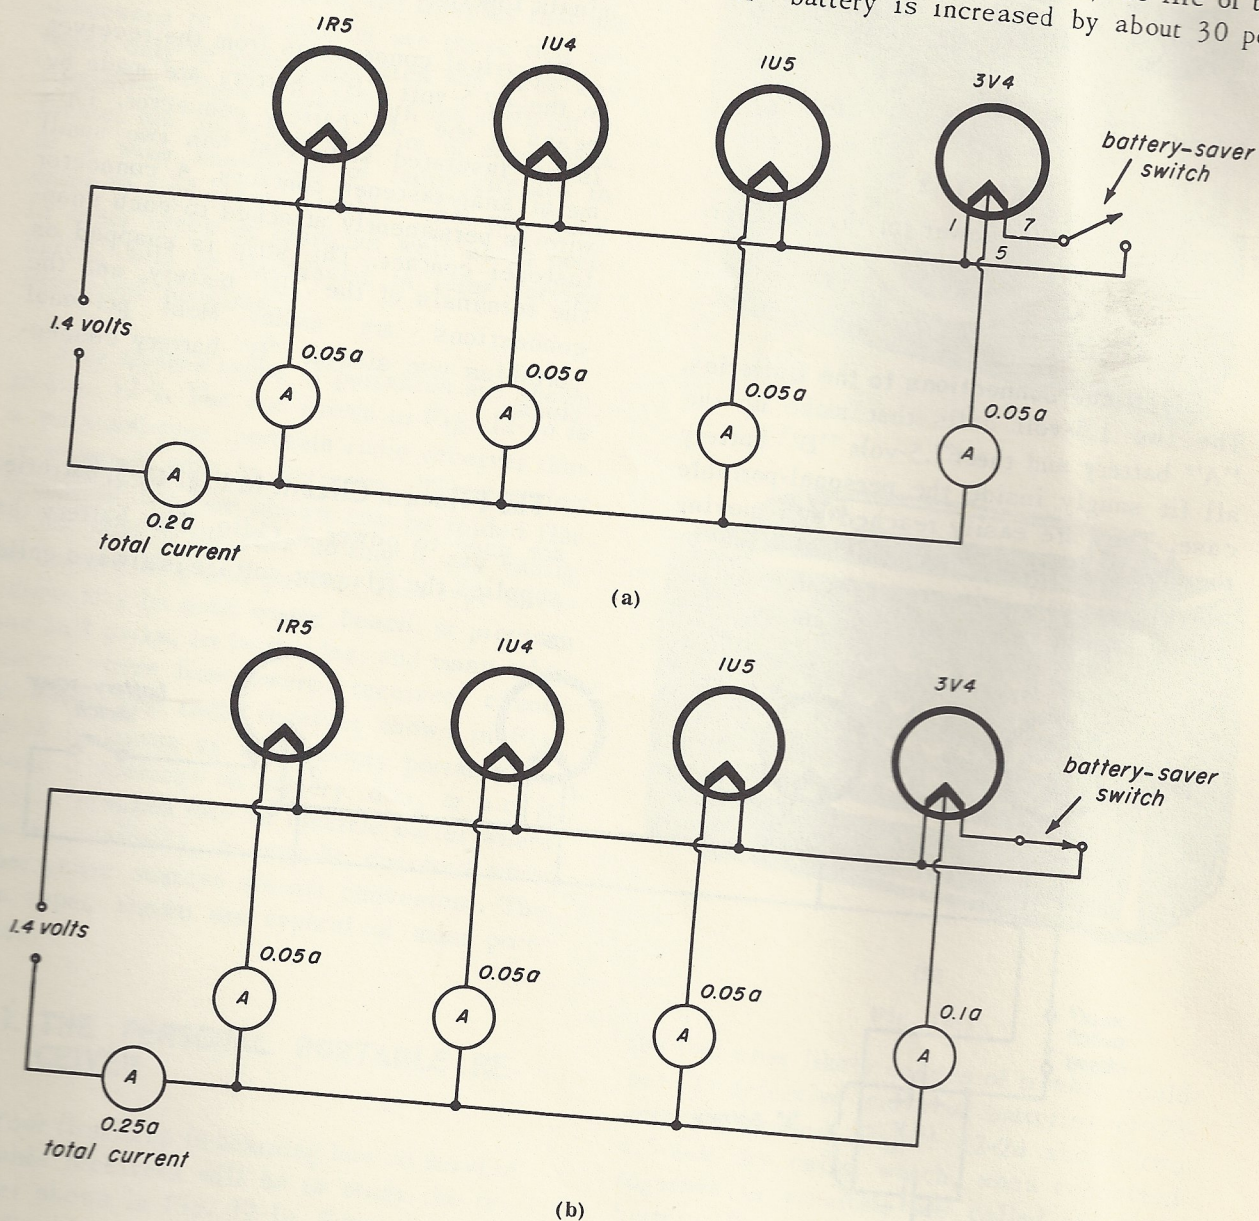 battery is increased by about 30
1R5
1U4
1U5
3V4
battery-saver
switch
1
7
5
1.4 volts
0.05a
0.05a
0.05a
0.05a
A
A
A
A
A
0.2a
total current
(a)
1R5
1U4
1U5
3V4
battery-saver
switch
1.4 volts
0.05a
0.05a
0.05a
0.1a
A
A
A
A
A
0.25a
total current
(b)